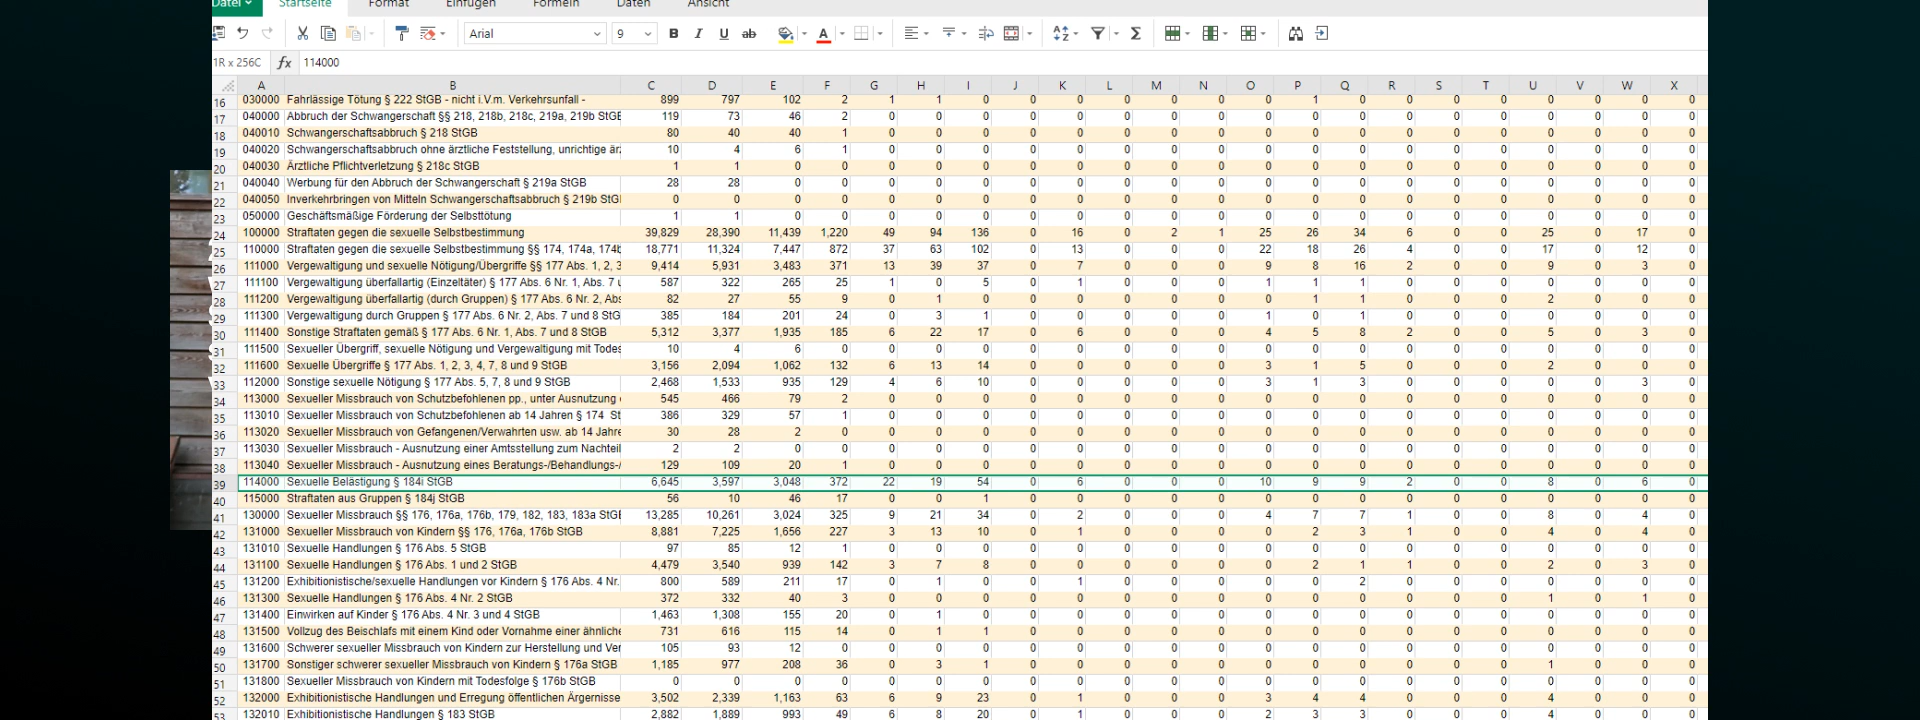 Datei Startseite Format Einfügen Formeln Daten Ansicht
Arial 9 B I U ab A
1R x 256C fx 114000
A B C D E F G H I J K L M N O P Q R S T U V W X
16 030000 Fahrlässige Tötung § 222 StGB - nicht i.V.m. Verkehrsunfall - 899 797 102 2 1 1 0 0 0 0 0 0 0 1 0 0 0 0 0 0 0 0
17 040000 Abbruch der Schwangerschaft §§ 218, 218b, 218c, 219a, 219b StGB 119 73 46 2 0 0 0 0 0 0 0 0 0 0 0 0 0 0 0 0 0 0
18 040010 Schwangerschaftsabbruch § 218 StGB 80 40 40 1 0 0 0 0 0 0 0 0 0 0 0 0 0 0 0 0 0 0
19 040020 Schwangerschaftsabbruch ohne ärztliche Feststellung, unrichtige 10 4 6 1 0 0 0 0 0 0 0 0 0 0 0 0 0 0 0 0 0 0
20 040030 Ärztliche Pflichtverletzung § 218c StGB 1 1 0 0 0 0 0 0 0 0 0 0 0 0 0 0 0 0 0 0 0 0
21 040040 Werbung für den Abbruch der Schwangerschaft § 219a StGB 28 28 0 0 0 0 0 0 0 0 0 0 0 0 0 0 0 0 0 0 0 0
22 040050 Inverkehrbringen von Mitteln Schwangerschaftsabbruch § 219b StG 0 0 0 0 0 0 0 0 0 0 0 0 0 0 0 0 0 0 0 0 0 0
23 050000 Geschäftsmäßige Förderung der Selbsttötung 1 1 0 0 0 0 0 0 0 0 0 0 0 0 0 0 0 0 0 0 0 0
24 100000 Straftaten gegen die sexuelle Selbstbestimmung 39,829 28,390 11,439 1,220 49 94 136 0 16 0 2 1 25 26 34 6 0 0 25 0 17 0
25 110000 Straftaten gegen die sexuelle Selbstbestimmung §§ 174, 174a, 174b 18,771 11,324 7,447 872 37 63 102 0 13 0 0 0 22 18 26 4 0 0 17 0 12 0
26 111000 Vergewaltigung und sexuelle Nötigung/Übergriffe §§ 177 Abs. 1, 2, 3 9,414 5,931 3,483 371 13 39 37 0 7 0 0 0 9 8 16 2 0 0 9 0 3 0
27 111100 Vergewaltigung überfallartig (Einzeltäter) § 177 Abs. 6 Nr. 1, Abs. 7 u 587 322 265 25 1 0 5 0 1 0 0 0 1 1 1 0 0 0 0 0 0 0
28 111200 Vergewaltigung überfallartig (durch Gruppen) § 177 Abs. 6 Nr. 2, Abs 82 27 55 9 0 1 0 0 0 0 0 0 0 1 1 0 0 0 2 0 0 0
29 111300 Vergewaltigung durch Gruppen § 177 Abs. 6 Nr. 2, Abs. 7 und 8 StG 385 184 201 24 0 3 1 0 0 0 0 0 1 0 1 0 0 0 0 0 0 0
30 111400 Sonstige Straftaten gemäß § 177 Abs. 6 Nr. 1, Abs. 7 und 8 StGB 5,312 3,377 1,935 185 6 22 17 0 6 0 0 0 4 5 8 2 0 0 5 0 3 0
31 111500 Sexueller Übergriff, sexuelle Nötigung und Vergewaltigung mit Todes 10 4 6 0 0 0 0 0 0 0 0 0 0 0 0 0 0 0 0 0 0 0
32 111600 Sexuelle Übergriffe § 177 Abs. 1, 2, 3, 4, 7, 8 und 9 StGB 3,156 2,094 1,062 132 6 13 14 0 0 0 0 0 3 1 5 0 0 0 2 0 0 0
33 112000 Sonstige sexuelle Nötigung § 177 Abs. 5, 7, 8 und 9 StGB 2,468 1,533 935 129 4 6 10 0 0 0 0 0 3 1 3 0 0 0 0 0 3 0
34 113000 Sexueller Missbrauch von Schutzbefohlenen pp., unter Ausnutzung 545 466 79 2 0 0 0 0 0 0 0 0 0 0 0 0 0 0 0 0 0 0
35 113010 Sexueller Missbrauch von Schutzbefohlenen ab 14 Jahren § 174 St 386 329 57 1 0 0 0 0 0 0 0 0 0 0 0 0 0 0 0 0 0 0
36 113020 Sexueller Missbrauch von Gefangenen/Verwahrten usw. ab 14 Jahre 30 28 2 0 0 0 0 0 0 0 0 0 0 0 0 0 0 0 0 0 0 0
37 113030 Sexueller Missbrauch - Ausnutzung einer Amtsstellung zum Nachteil 2 2 0 0 0 0 0 0 0 0 0 0 0 0 0 0 0 0 0 0 0 0
38 113040 Sexueller Missbrauch - Ausnutzung eines Beratungs-/Behandlungs-/ 129 109 20 1 0 0 0 0 0 0 0 0 0 0 0 0 0 0 0 0 0 0
39 114000 Sexuelle Belästigung § 184i StGB 6,645 3,597 3,048 372 22 19 54 0 6 0 0 0 10 9 9 2 0 0 8 0 6 0
40 115000 Straftaten aus Gruppen § 184j StGB 56 10 46 17 0 0 1 0 0 0 0 0 0 0 0 0 0 0 0 0 0 0
41 130000 Sexueller Missbrauch §§ 176, 176a, 176b, 179, 182, 183, 183a StGB 13,285 10,261 3,024 325 9 21 34 0 2 0 0 0 4 7 7 1 0 0 8 0 4 0
42 131000 Sexueller Missbrauch von Kindern §§ 176, 176a, 176b StGB 8,881 7,225 1,656 227 3 13 10 0 1 0 0 0 0 2 3 1 0 0 4 0 4 0
43 131010 Sexuelle Handlungen § 176 Abs. 5 StGB 97 85 12 1 0 0 0 0 0 0 0 0 0 0 0 0 0 0 0 0 0 0
44 131100 Sexuelle Handlungen § 176 Abs. 1 und 2 StGB 4,479 3,540 939 142 3 7 8 0 0 0 0 0 0 2 1 1 0 0 2 0 3 0
45 131200 Exhibitionistische/sexuelle Handlungen vor Kindern § 176 Abs. 4 Nr. 800 589 211 17 0 1 0 0 1 0 0 0 0 0 2 0 0 0 0 0 0 0
46 131300 Sexuelle Handlungen § 176 Abs. 4 Nr. 2 StGB 372 332 40 3 0 0 0 0 0 0 0 0 0 0 0 0 0 0 1 0 1 0
47 131400 Einwirken auf Kinder § 176 Abs. 4 Nr. 3 und 4 StGB 1,463 1,308 155 20 0 1 0 0 0 0 0 0 0 0 0 0 0 0 0 0 0 0
48 131500 Vollzug des Beischlafs mit einem Kind oder Vornahme einer ähnliche 731 616 115 14 0 1 1 0 0 0 0 0 0 0 0 0 0 0 0 0 0 0
49 131600 Schwerer sexueller Missbrauch von Kindern zur Herstellung und Ver 105 93 12 0 0 0 0 0 0 0 0 0 0 0 0 0 0 0 0 0 0 0
50 131700 Sonstiger schwerer sexueller Missbrauch von Kindern § 176a StGB 1,185 977 208 36 0 3 1 0 0 0 0 0 0 0 0 0 0 0 1 0 0 0
51 131800 Sexueller Missbrauch von Kindern mit Todesfolge § 176b StGB 0 0 0 0 0 0 0 0 0 0 0 0 0 0 0 0 0 0 0 0 0 0
52 132000 Exhibitionistische Handlungen und Erregung öffentlichen Ärgernisse 3,502 2,339 1,163 63 6 9 23 0 1 0 0 0 3 4 4 0 0 0 4 0 0 0
53 132010 Exhibitionistische Handlungen § 183 StGB 2,882 1,889 993 49 6 8 20 0 1 0 0 0 2 3 3 0 0 0 4 0 0 0